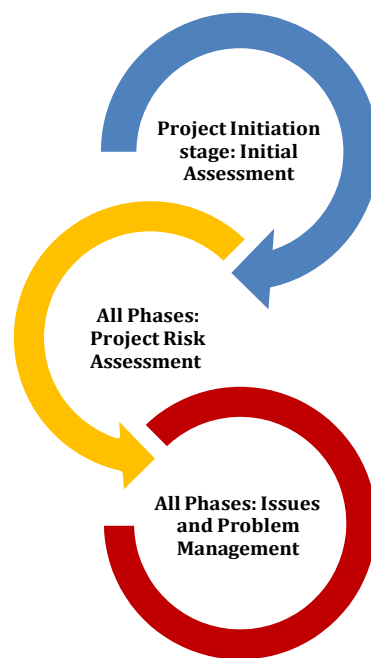 Project Initiation
stage: Initial
Assessment
All Phases:
Project Risk
Assessment
All Phases: Issues
and Problem
Management